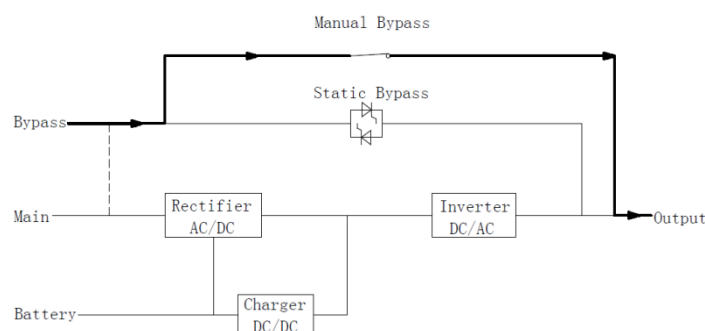 Manual Bypass
Static Bypass
Bypass
Main
Rectifier
AC/DC
Inverter
DC/AC
Output
Battery
Charger
DC/DC